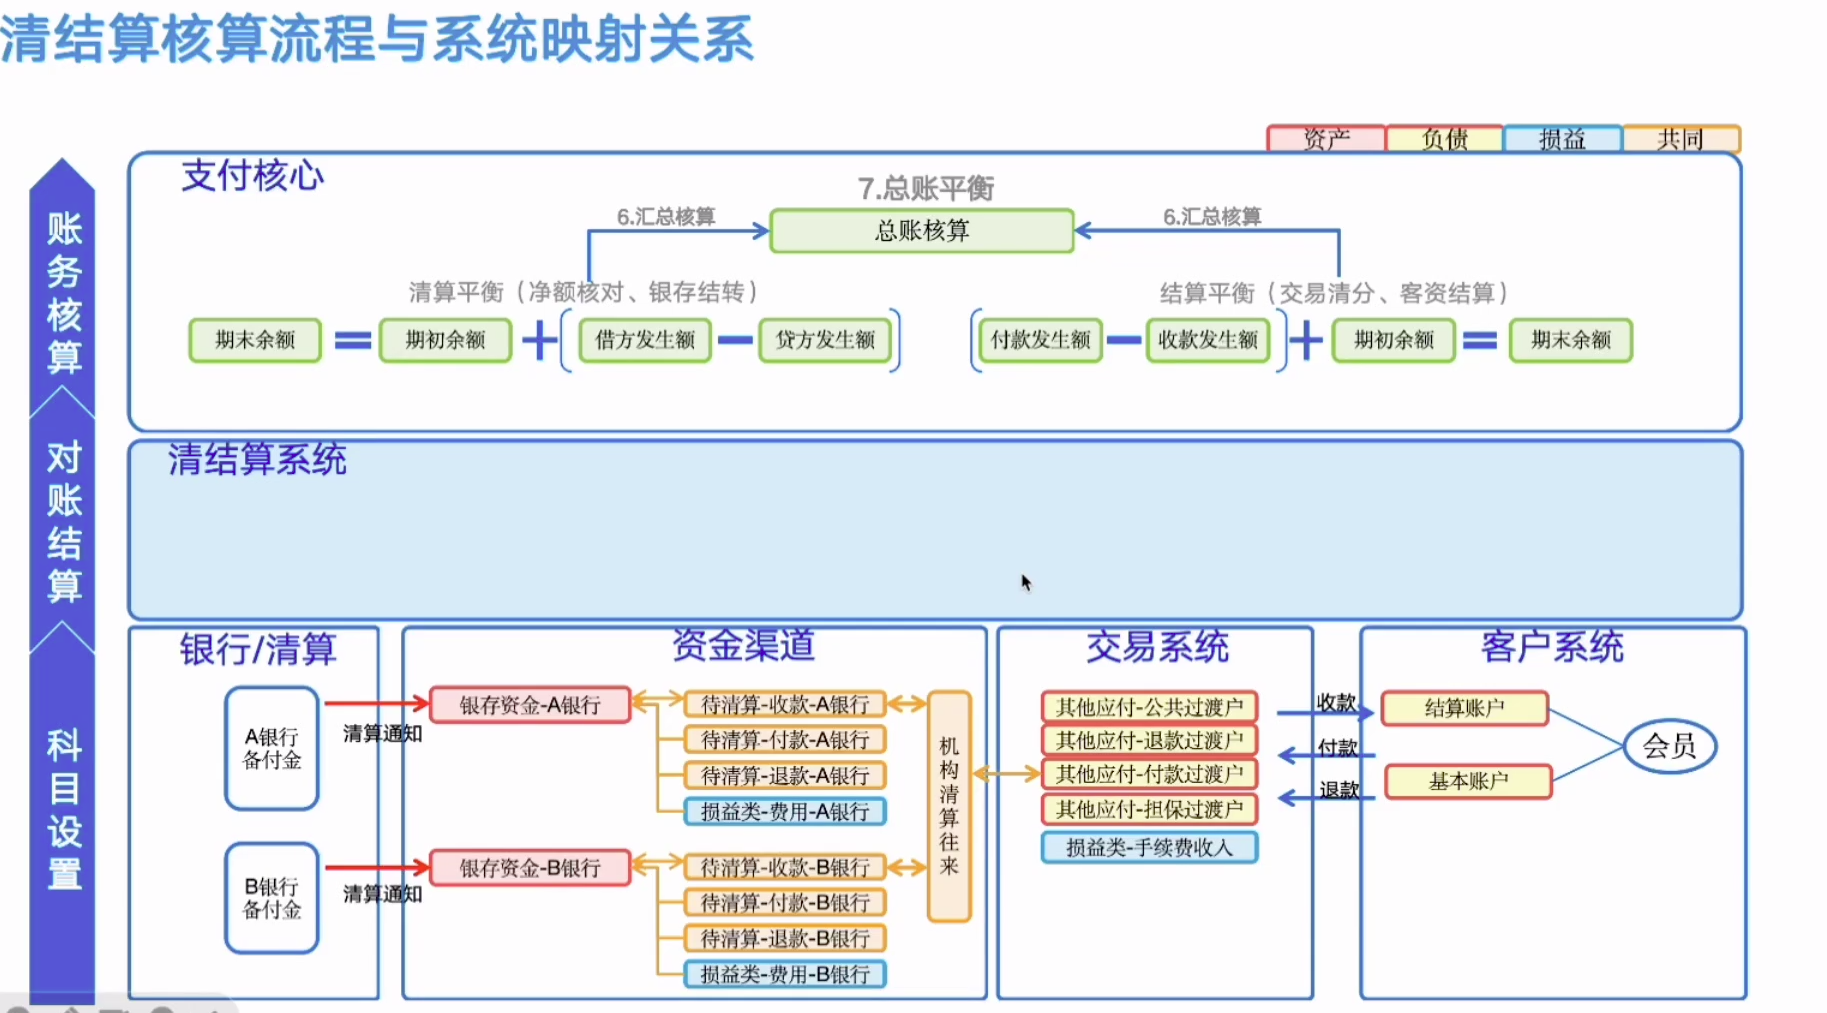 清结算核算流程与系统映射关系
资产
负债
损益
共同
账务核算
对账结算
科目设置
支付核心
7.总账平衡
6.汇总核算
总账核算
6.汇总核算
清算平衡（净额核对、银存结转）
结算平衡（交易清分、客资结算）
期末余额
期初余额
借方发生额
贷方发生额
付款发生额
收款发生额
期初余额
期末余额
清结算系统
银行/清算
A银行
备付金
清算通知
B银行
备付金
清算通知
资金渠道
银存资金-A银行
待清算-收款-A银行
待清算-付款-A银行
待清算-退款-A银行
损益类-费用-A银行
银存资金-B银行
待清算-收款-B银行
待清算-付款-B银行
待清算-退款-B银行
损益类-费用-B银行
机构清算往来
交易系统
其他应付-公共过渡户
其他应付-退款过渡户
其他应付-付款过渡户
其他应付-担保过渡户
损益类-手续费收入
收款
付款
退款
客户系统
结算账户
基本账户
会员